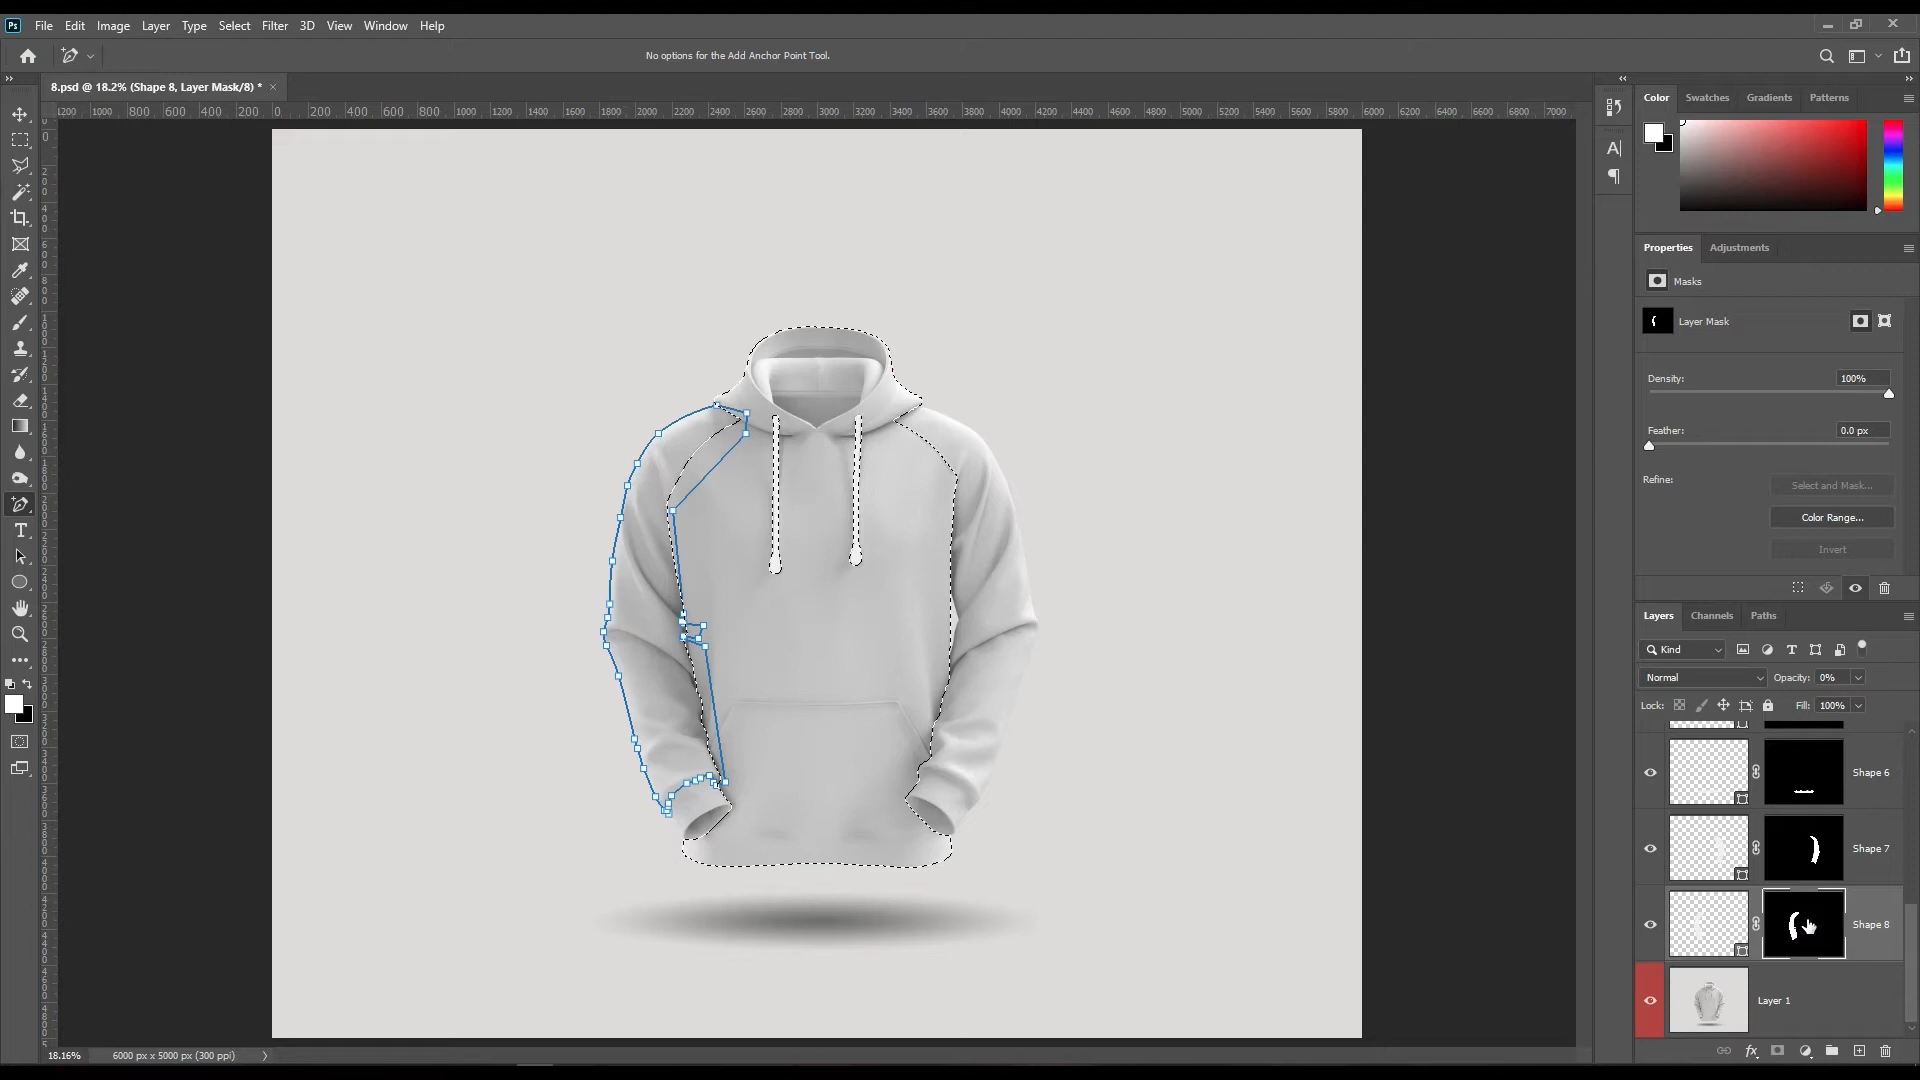 Ps File Edit Image Layer Type Select Filter 3D View Window Help
No options for the Add Anchor Point Tool.
8.psd @ 18.2% (Shape 8, Layer Mask/8) * ×
1200 1000 800 600 400 200 0 200 400 600 800 1000 1200 1400 1600 1800 2000 2200 2400 2600 2800 3000 3200 3400 3600 3800 4000 4200 4400 4600 4800 5000 5200 5400 5600 5800 6000 6200 6400 6600 6800 7000
Color Swatches Gradients Patterns
Properties Adjustments
Masks
Layer Mask
Density: 100%
Feather: 0.0 px
Refine: Select and Mask...
Color Range...
Invert
Layers Channels Paths
Kind
Normal Opacity: 0%
Lock: Fill: 100%
Shape 6
Shape 7
Shape 8
Layer 1
fx
18.16% 6000 px x 5000 px (300 ppi)